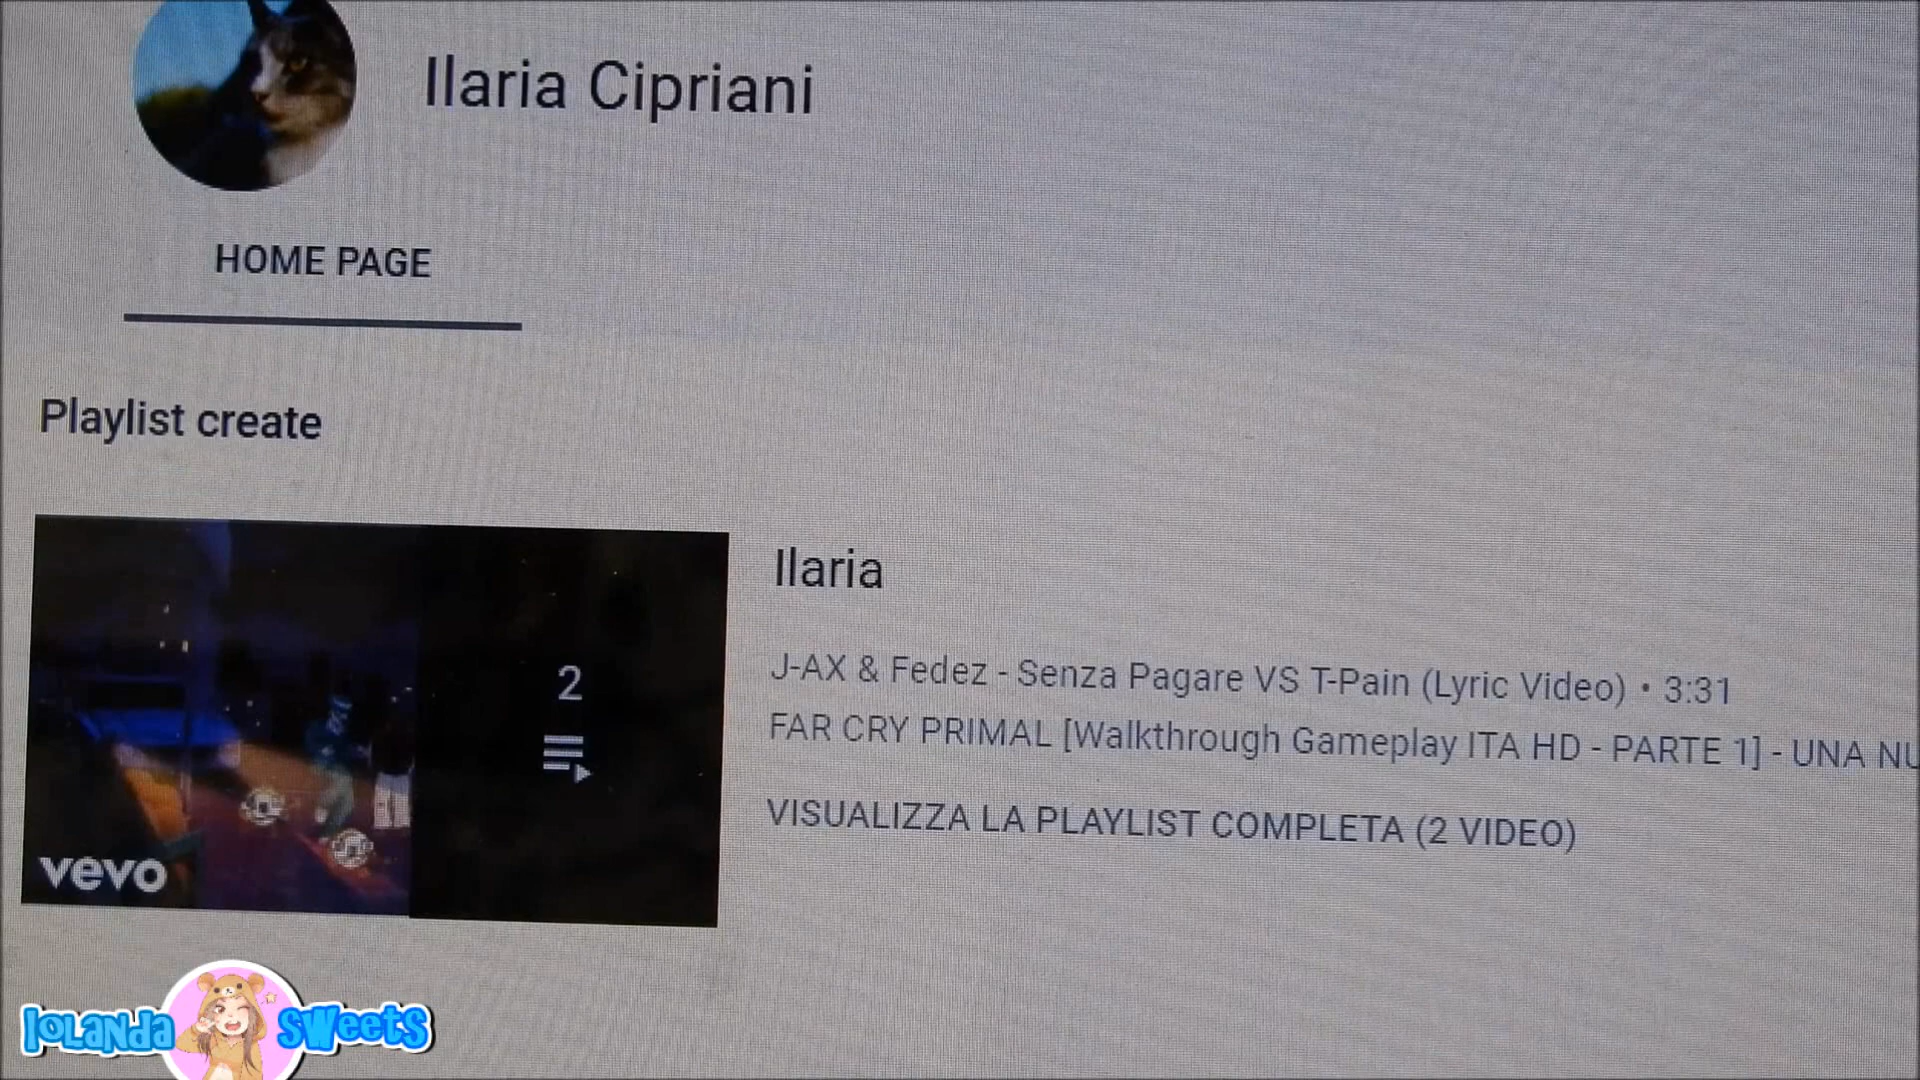 Ilaria Cipriani
HOME PAGE
Playlist create
Ilaria
2
J-AX & Fedez - Senza Pagare VS T-Pain (Lyric Video) • 3:31
FAR CRY PRIMAL [Walkthrough Gameplay ITA HD - PARTE 1] - UNA NU
VISUALIZZA LA PLAYLIST COMPLETA (2 VIDEO)
vevo
IOLANDA SWEETS